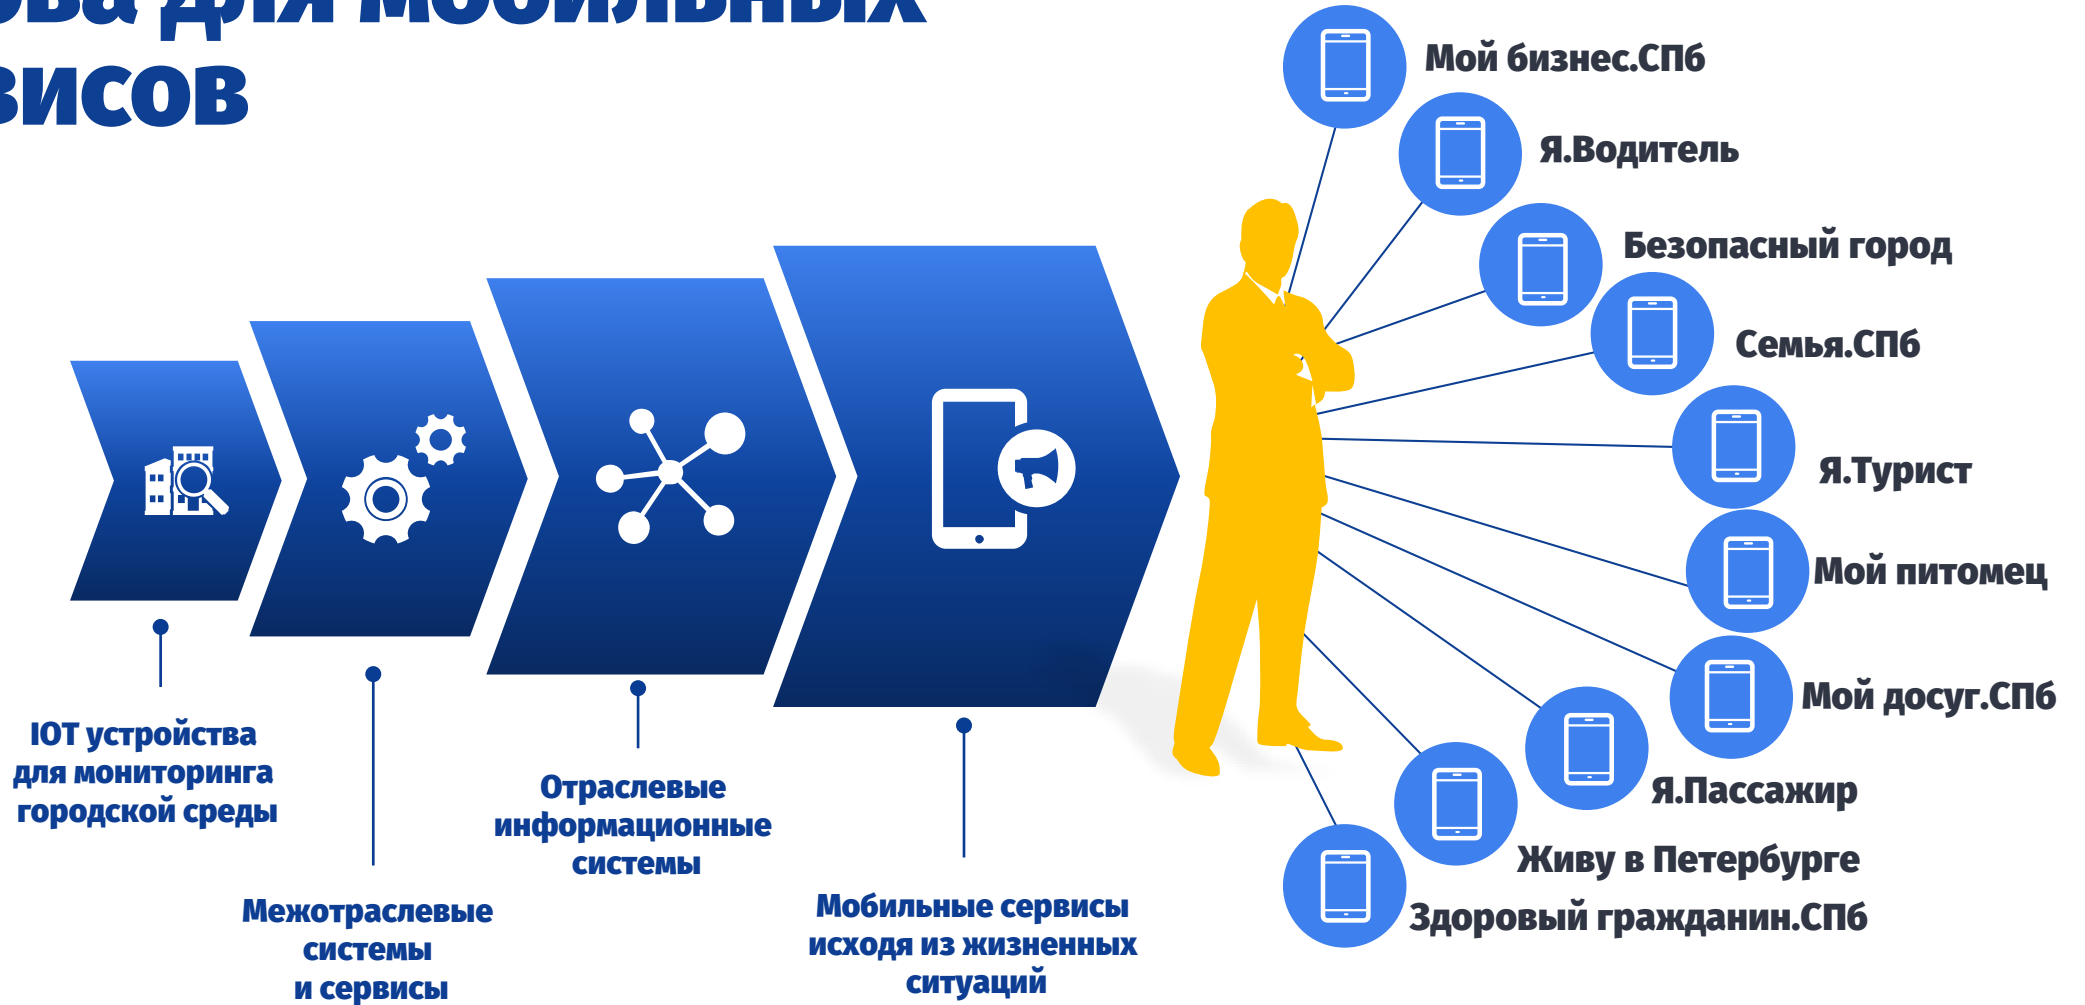 для мобильных
IOT устройства
для мониторинга
городской среды
Межотраслевые
системы
и сервисы
Отраслевые
информационные
системы
Мобильные сервисы
исходя из жизненных
ситуаций
Мой бизнес.СПб
Я.Водитель
Безопасный город
Семья.СПб
Я.Турист
Мой питомец
Мой досуг.СПб
Я.Пассажир
Живу в Петербурге
Здоровый гражданин.СПб